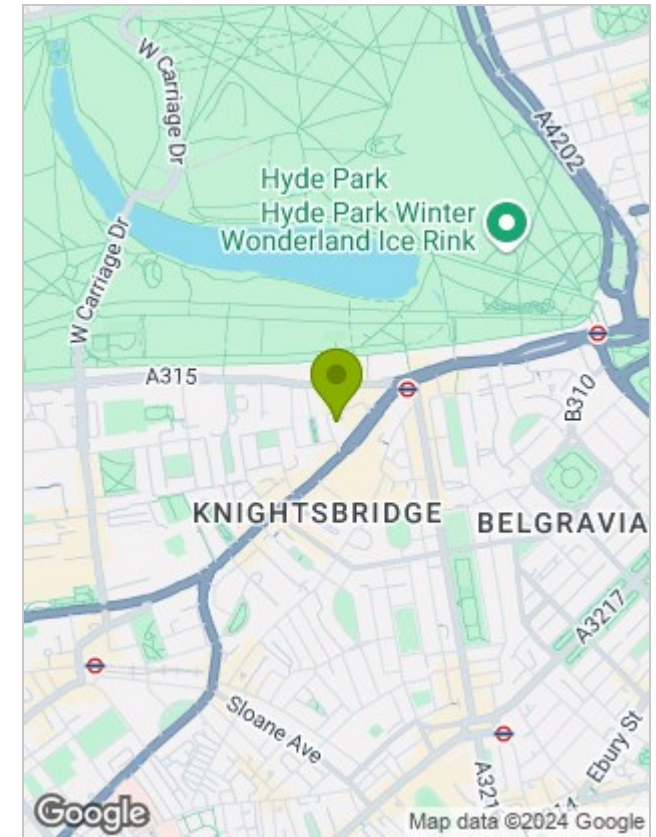 W Carriage Dr
A4202
Hyde Park
Hyde Park Winter
Wonderland Ice Rink
W Carriage Dr
A315
B310
KNIGHTSBRIDGE
BELGRAVIA
A3217
Sloane Ave
Ebury St
Google
Map data ©2024 Google